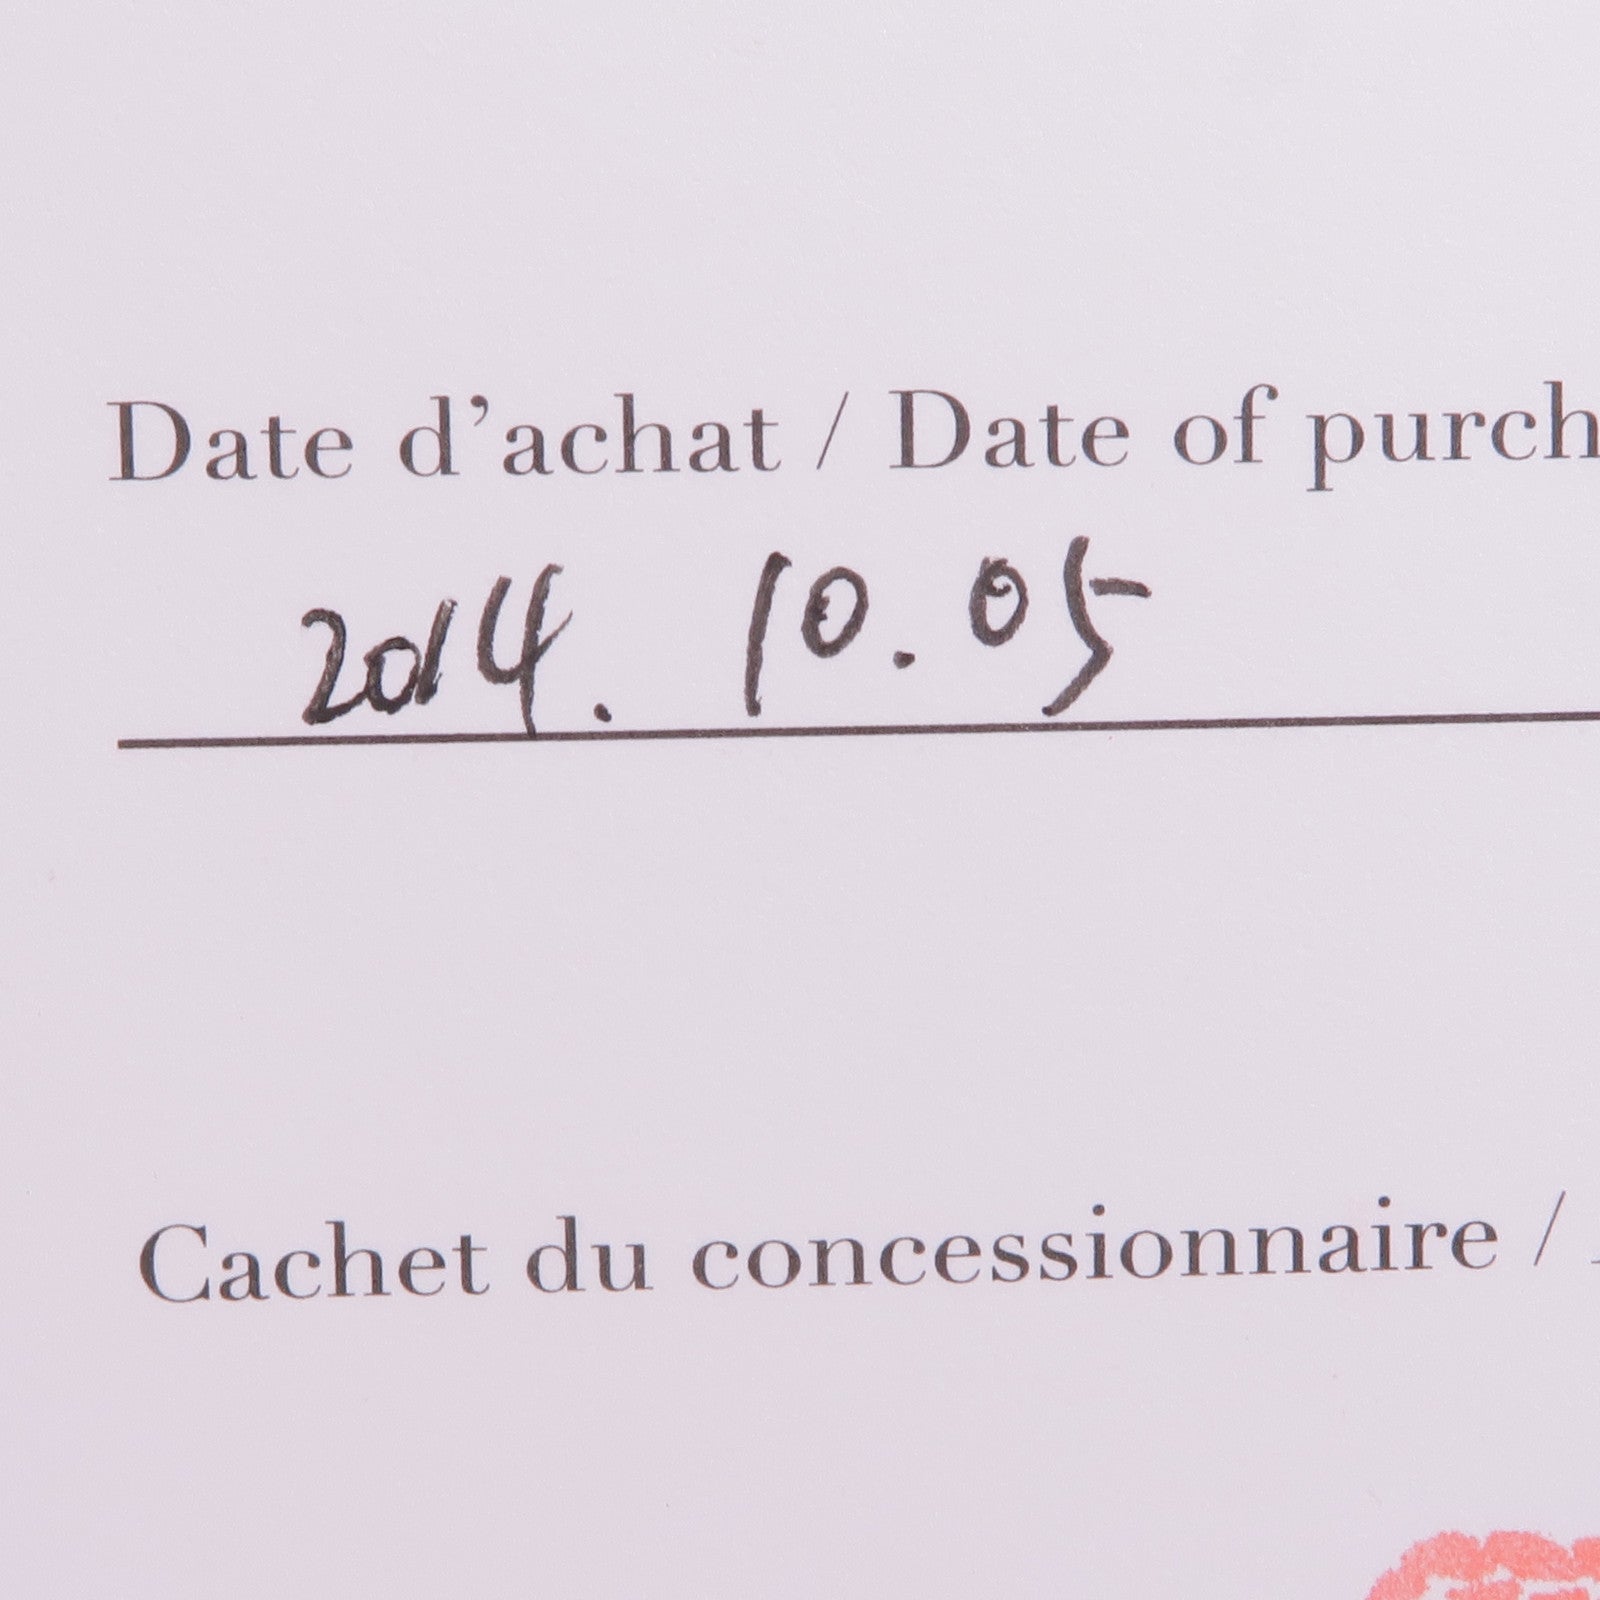 Date d'achat / Date of purch
2014. 10.05
Cachet du concessionnaire /